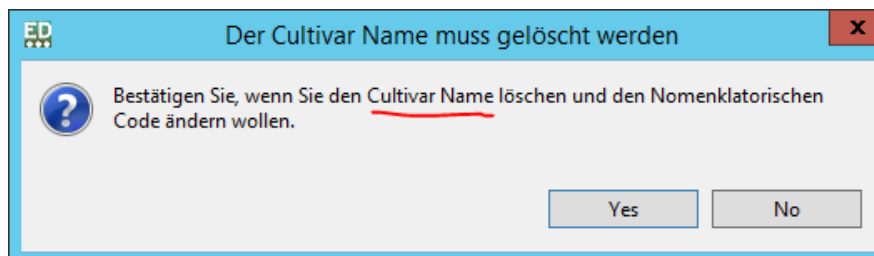 ED
Der Cultivar Name muss gelöscht werden
x
Bestätigen Sie, wenn Sie den Cultivar Name löschen und den Nomenklatorischen
Code ändern wollen.
Yes
No